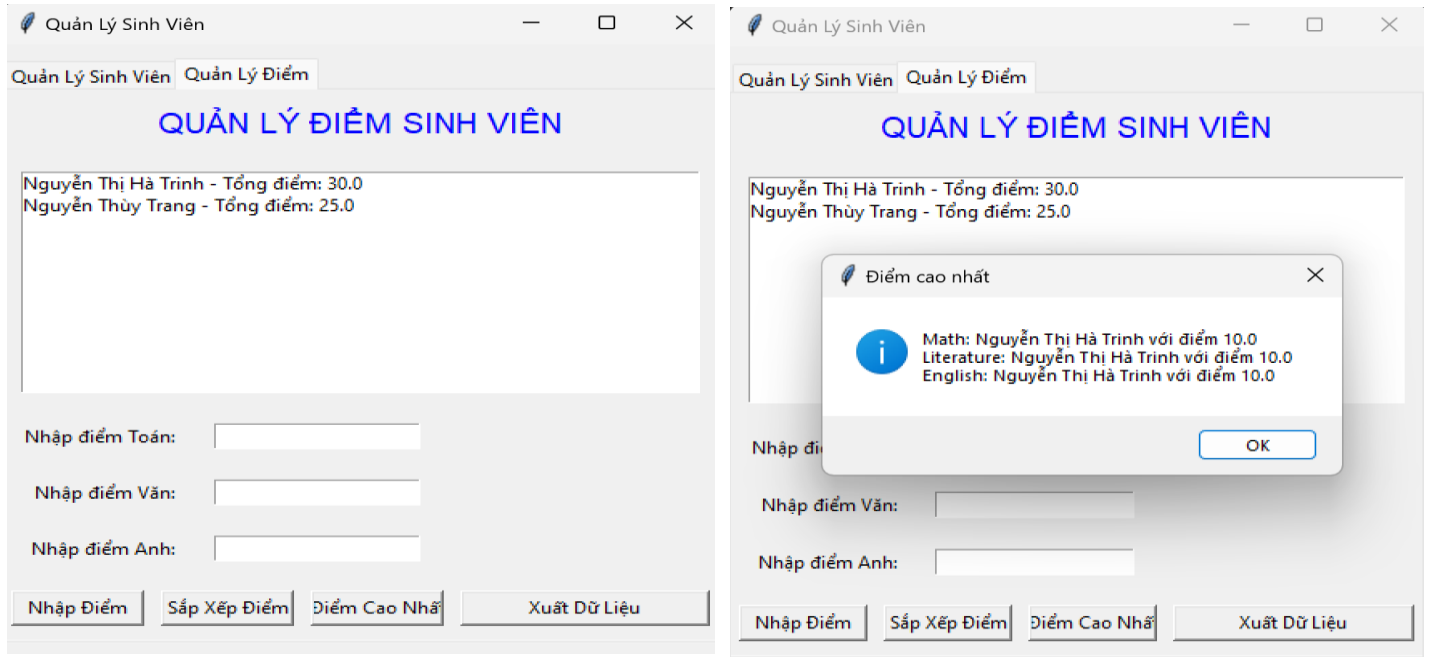 Quản Lý Sinh Viên
Quản Lý Sinh Viên Quản Lý Điểm
QUẢN LÝ ĐIỂM SINH VIÊN
Nguyễn Thị Hà Trinh - Tổng điểm: 30.0
Nguyễn Thùy Trang - Tổng điểm: 25.0
Nhập điểm Toán:
Nhập điểm Văn:
Nhập điểm Anh:
Nhập Điểm Sắp Xếp Điểm Điểm Cao Nhấ Xuất Dữ Liệu
Quản Lý Sinh Viên
Quản Lý Sinh Viên Quản Lý Điểm
QUẢN LÝ ĐIỂM SINH VIÊN
Nguyễn Thị Hà Trinh - Tổng điểm: 30.0
Nguyễn Thùy Trang - Tổng điểm: 25.0
Điểm cao nhất
Math: Nguyễn Thị Hà Trinh với điểm 10.0
Literature: Nguyễn Thị Hà Trinh với điểm 10.0
English: Nguyễn Thị Hà Trinh với điểm 10.0
OK
Nhập đi
Nhập điểm Văn:
Nhập điểm Anh:
Nhập Điểm Sắp Xếp Điểm Điểm Cao Nhấ Xuất Dữ Liệu